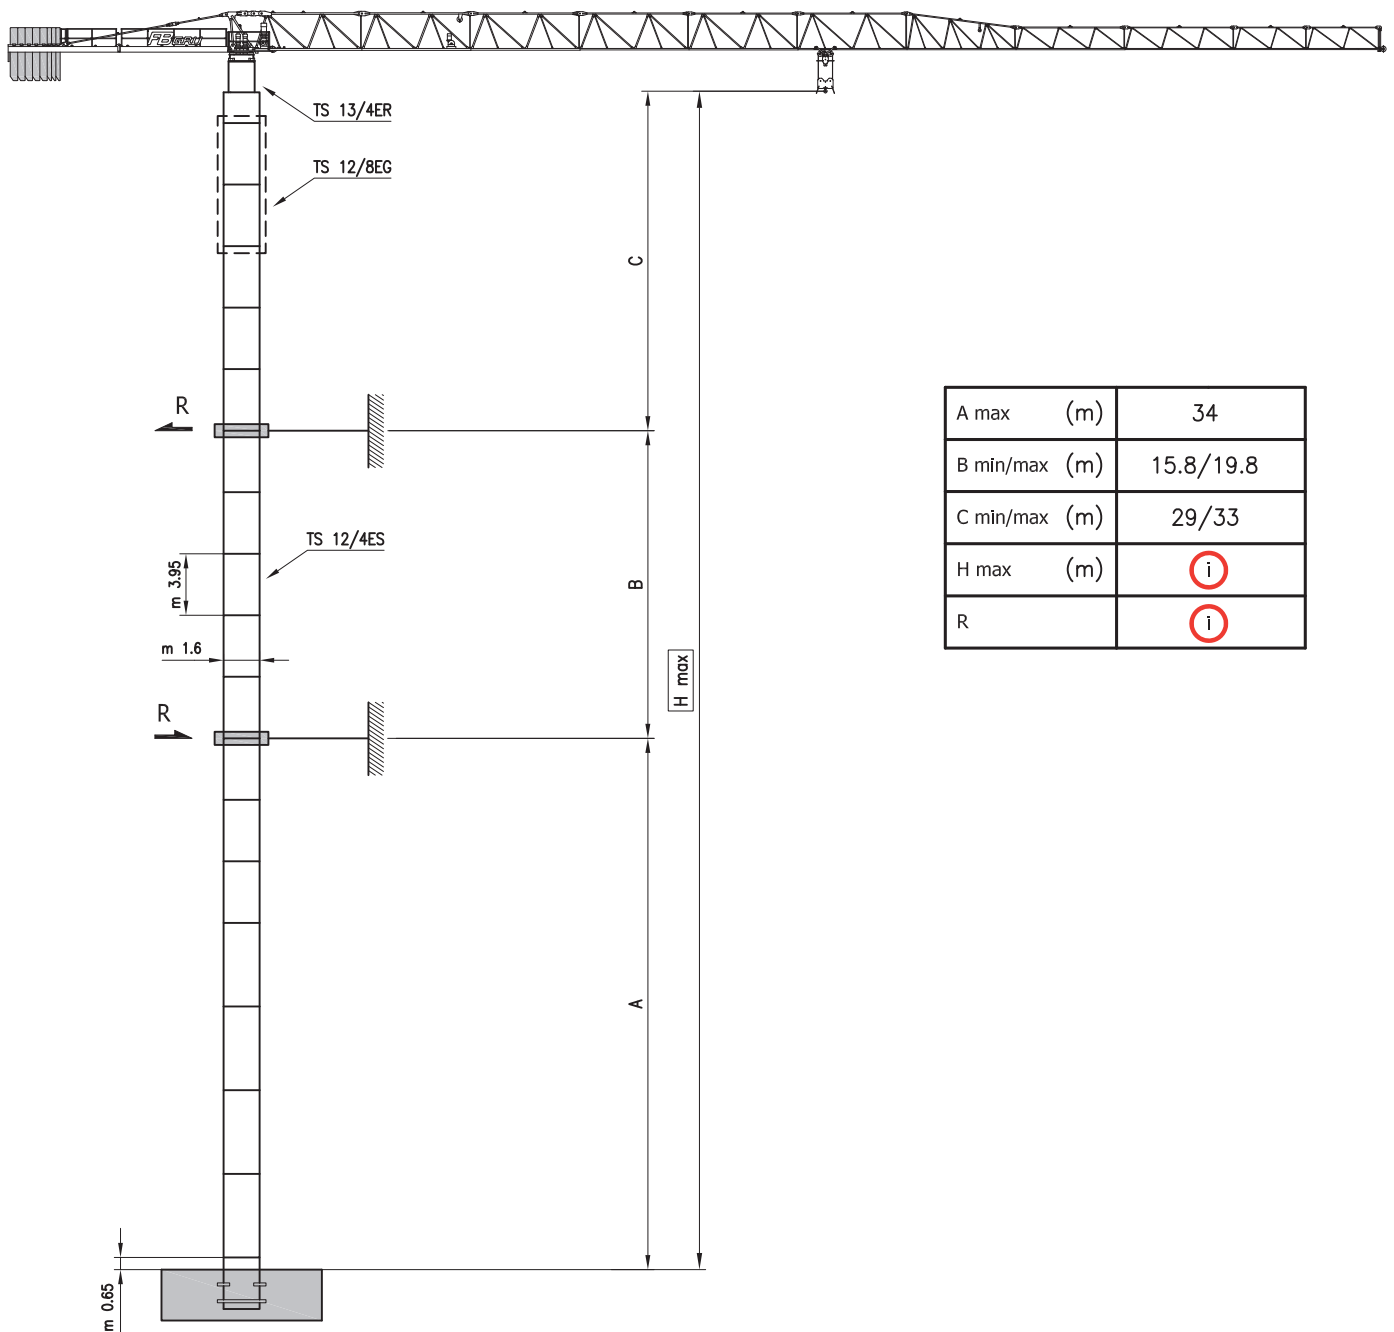 FBGRU
TS 13/4ER
TS 12/8EG
C
R
A max (m) 34
B min/max (m) 15.8/19.8
C min/max (m) 29/33
H max (m) i
R i
TS 12/4ES
m 3.95
B
m 1.6
H max
R
A
m 0.65